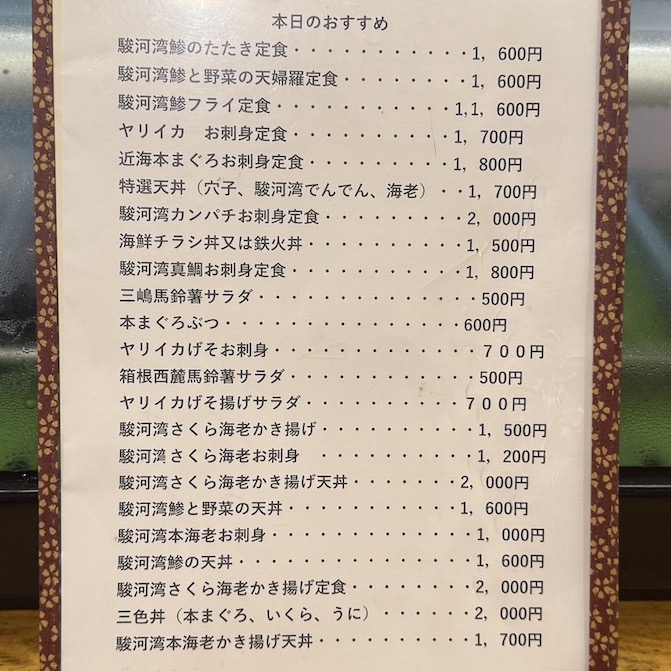 本日のおすすめ
駿河湾鯵のたたき定食・・・・・・・・・・・1，600円
駿河湾鯵と野菜の天婦羅定食・・・・・・・・1，600円
駿河湾鯵フライ定食・・・・・・・・・・・1,1，600円
ヤリイカ　お刺身定食・・・・・・・・・・1，700円
近海本まぐろお刺身定食・・・・・・・・・1，800円
特選天丼（穴子、駿河湾でんでん、海老）・・1，700円
駿河湾カンパチお刺身定食・・・・・・・・・2，000円
海鮮チラシ丼又は鉄火丼・・・・・・・・・・1，500円
駿河湾真鯛お刺身定食・・・・・・・・・・・1，800円
三嶋馬鈴薯サラダ・・・・・・・・・・・・・・500円
本まぐろぶつ・・・・・・・・・・・・・・・600円
ヤリイカげそお刺身・・・・・・・・・・・・・７００円
箱根西麓馬鈴薯サラダ・・・・・・・・・・・・500円
ヤリイカげそ揚げサラダ・・・・・・・・・・７００円
駿河湾さくら海老かき揚げ・・・・・・・・・・1，500円
駿河湾さくら海老お刺身　・・・・・・・・・・1，200円
駿河湾さくら海老かき揚げ天丼・・・・・・・2，000円
駿河湾鯵と野菜の天丼・・・・・・・・・・・1，600円
駿河湾本海老お刺身・・・・・・・・・・・・・1，000円
駿河湾鯵の天丼・・・・・・・・・・・・・・・1，600円
駿河湾さくら海老かき揚げ定食・・・・・・・・2，000円
三色丼（本まぐろ、いくら、うに）・・・・・・2，000円
駿河湾本海老かき揚げ天丼・・・・・・・・・・1，700円